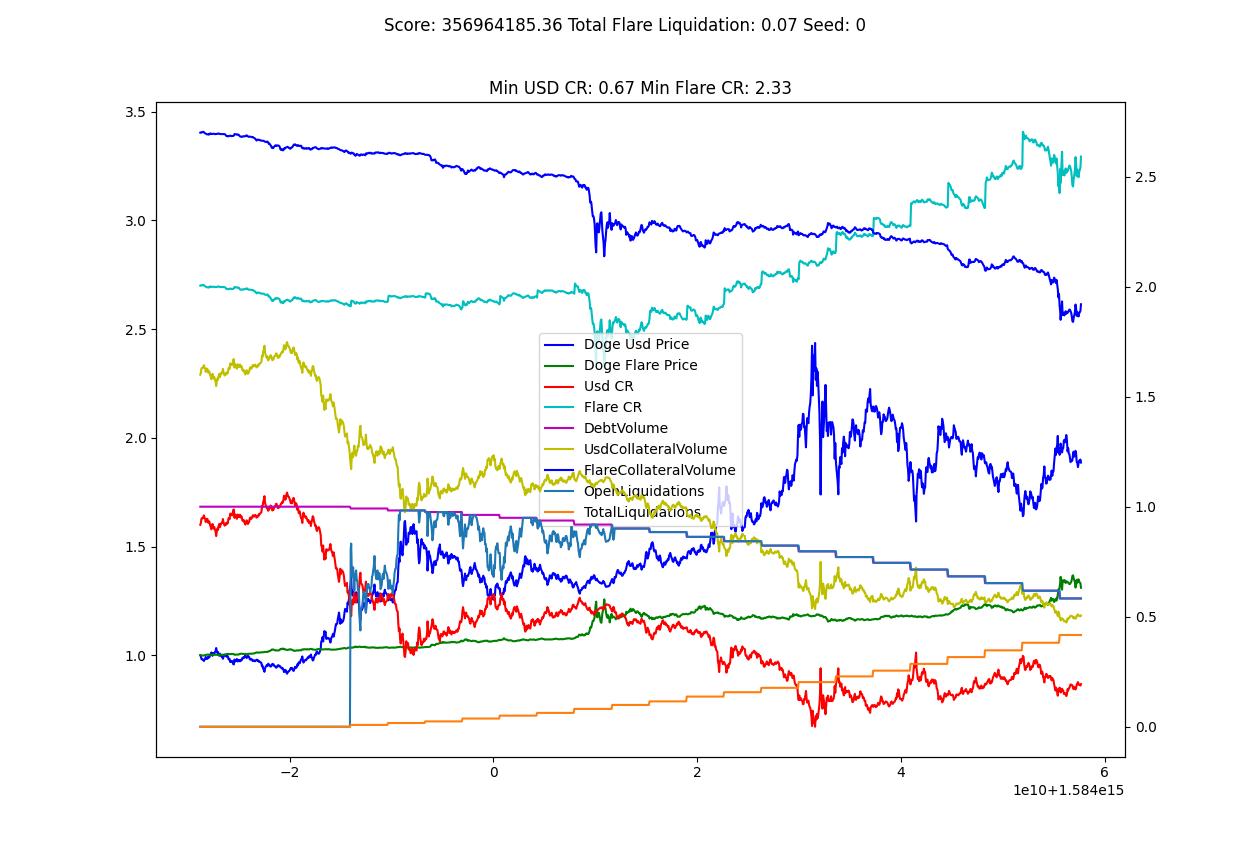 Score: 356964185.36 Total Flare Liquidation: 0.07 Seed: 0
Min USD CR: 0.67 Min Flare CR: 2.33
3.5
3.0
2.5
2.0
1.5
1.0
2.5
2.0
1.5
1.0
0.5
0.0
Doge Usd Price
Doge Flare Price
Usd CR
Flare CR
DebtVolume
UsdCollateralVolume
FlareCollateralVolume
OpenLiquidations
TotalLiquidations
−2 0 2 4 6
1e10+1.584e15